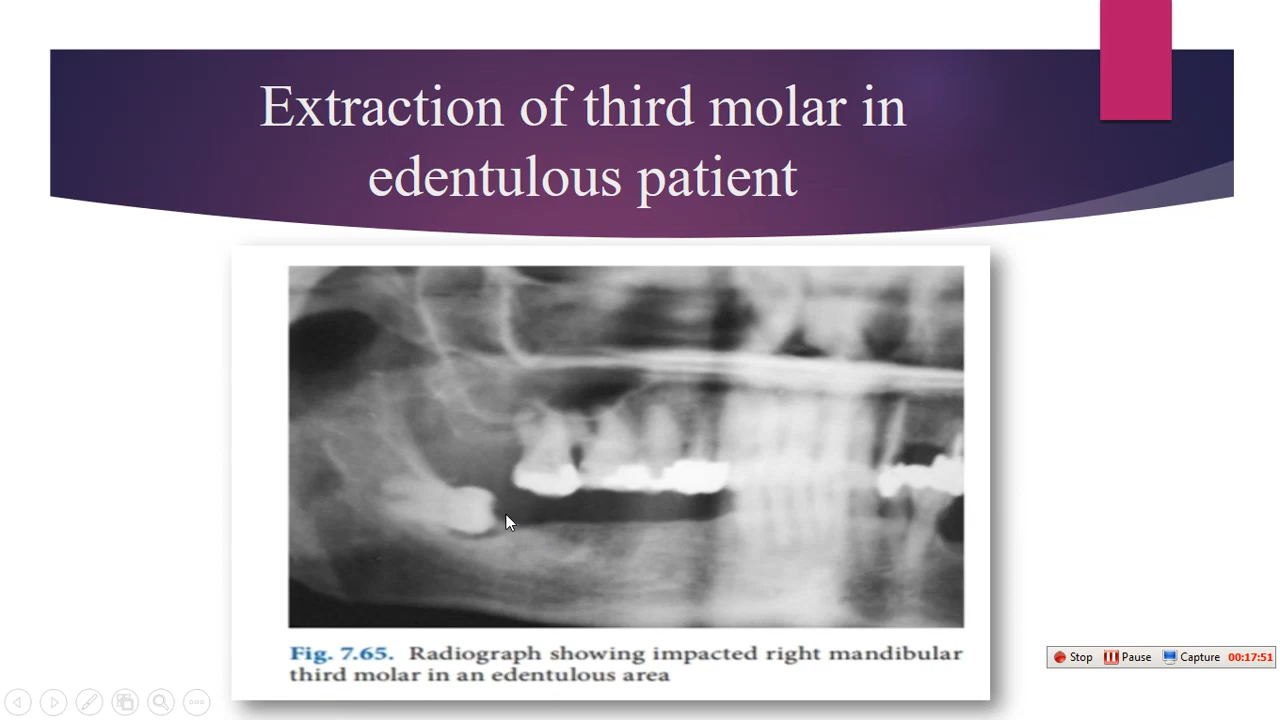 Extraction of third molar in
edentulous patient
Fig. 7.65. Radiograph showing impacted right mandibular
third molar in an edentulous area
Stop Pause Capture 00:17:51